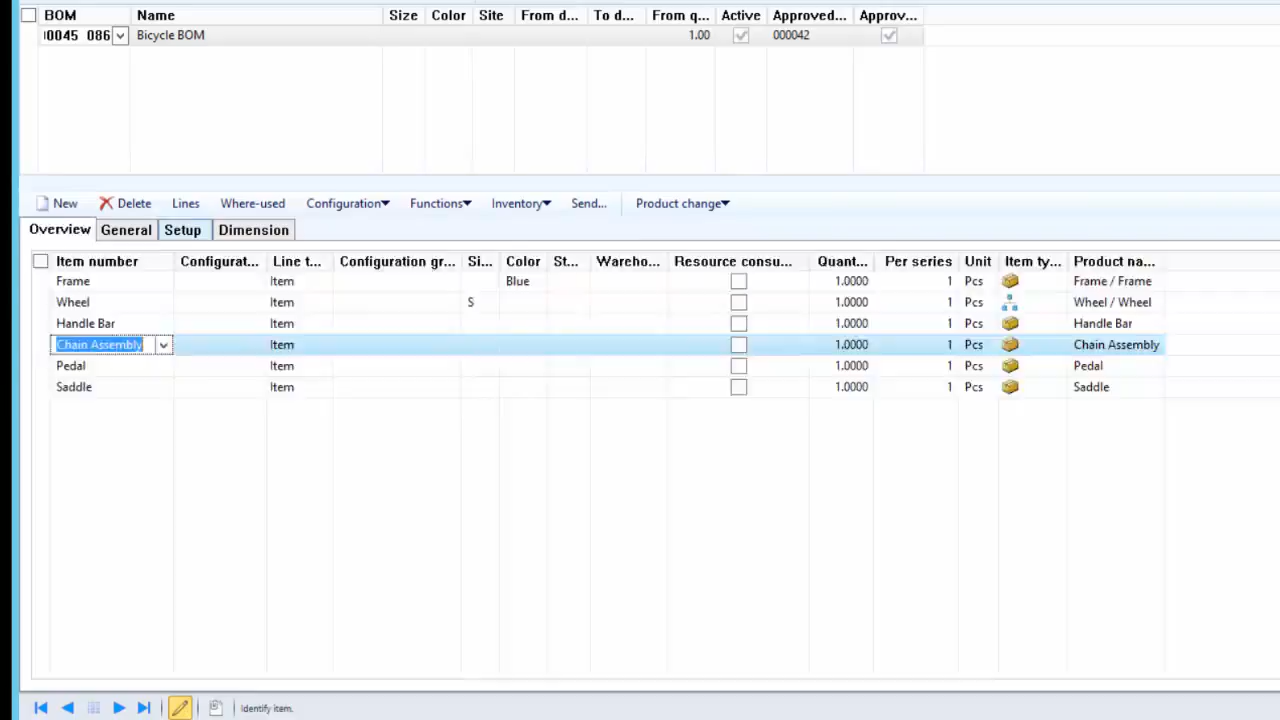 BOM Name Size Color Site From d... To d... From q... Active Approved... Approv...
0045 086 Bicycle BOM 1.00 000042
New Delete Lines Where-used Configuration Functions Inventory Send... Product change
Overview General Setup Dimension
Item number Configurat... Line t... Configuration gr... Si... Color St... Wareho... Resource consu... Quant... Per series Unit Item ty... Product na...
Frame Item Blue 1.0000 1 Pcs Frame / Frame
Wheel Item S 1.0000 1 Pcs Wheel / Wheel
Handle Bar Item 1.0000 1 Pcs Handle Bar
Chain Assembly Item 1.0000 1 Pcs Chain Assembly
Pedal Item 1.0000 1 Pcs Pedal
Saddle Item 1.0000 1 Pcs Saddle
Identify item.